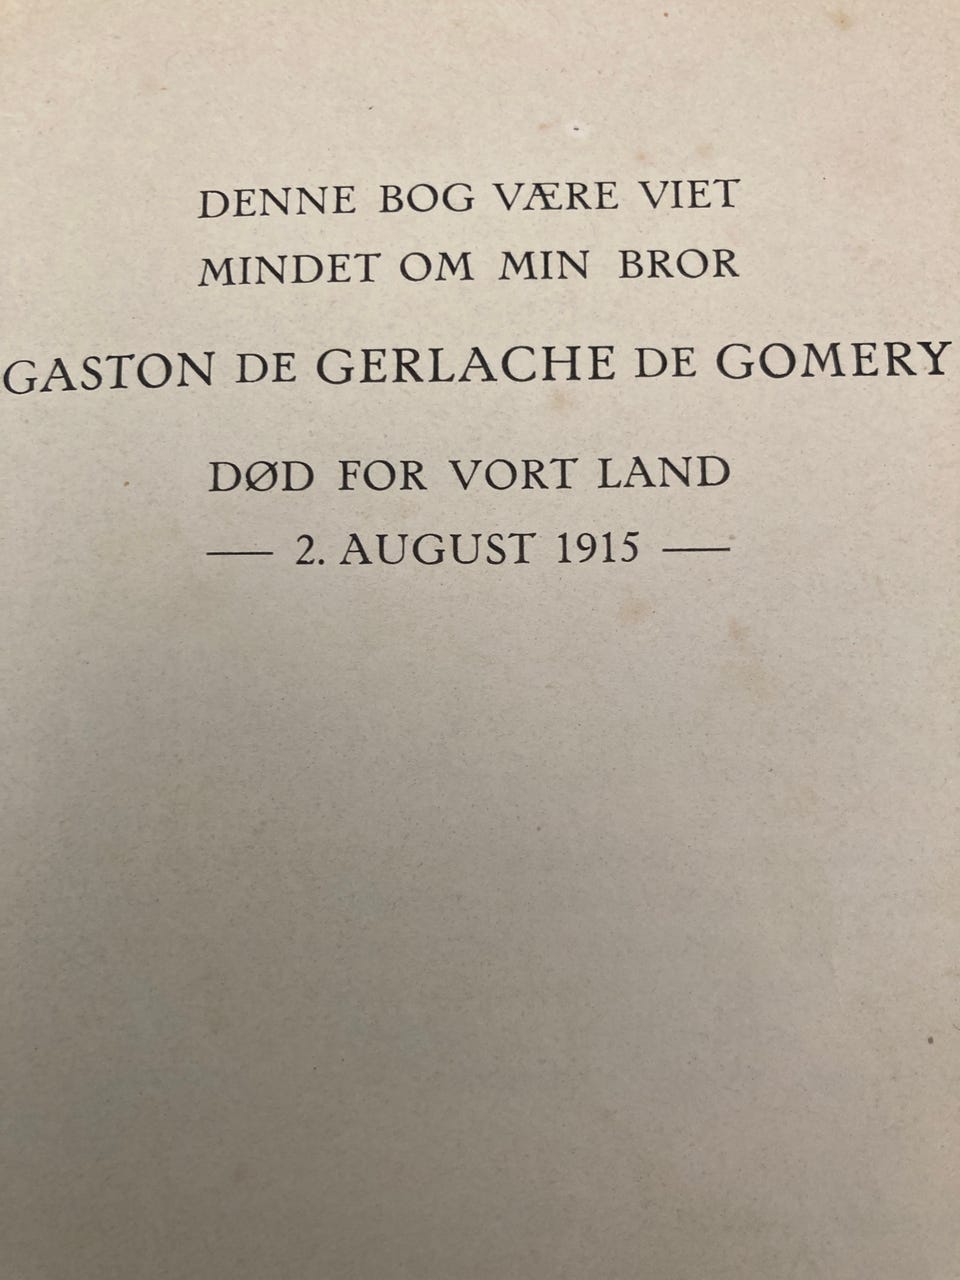 DENNE BOG VÆRE VIET
MINDET OM MIN BROR
GASTON DE GERLACHE DE GOMERY
DØD FOR VORT LAND
— 2. AUGUST 1915 —